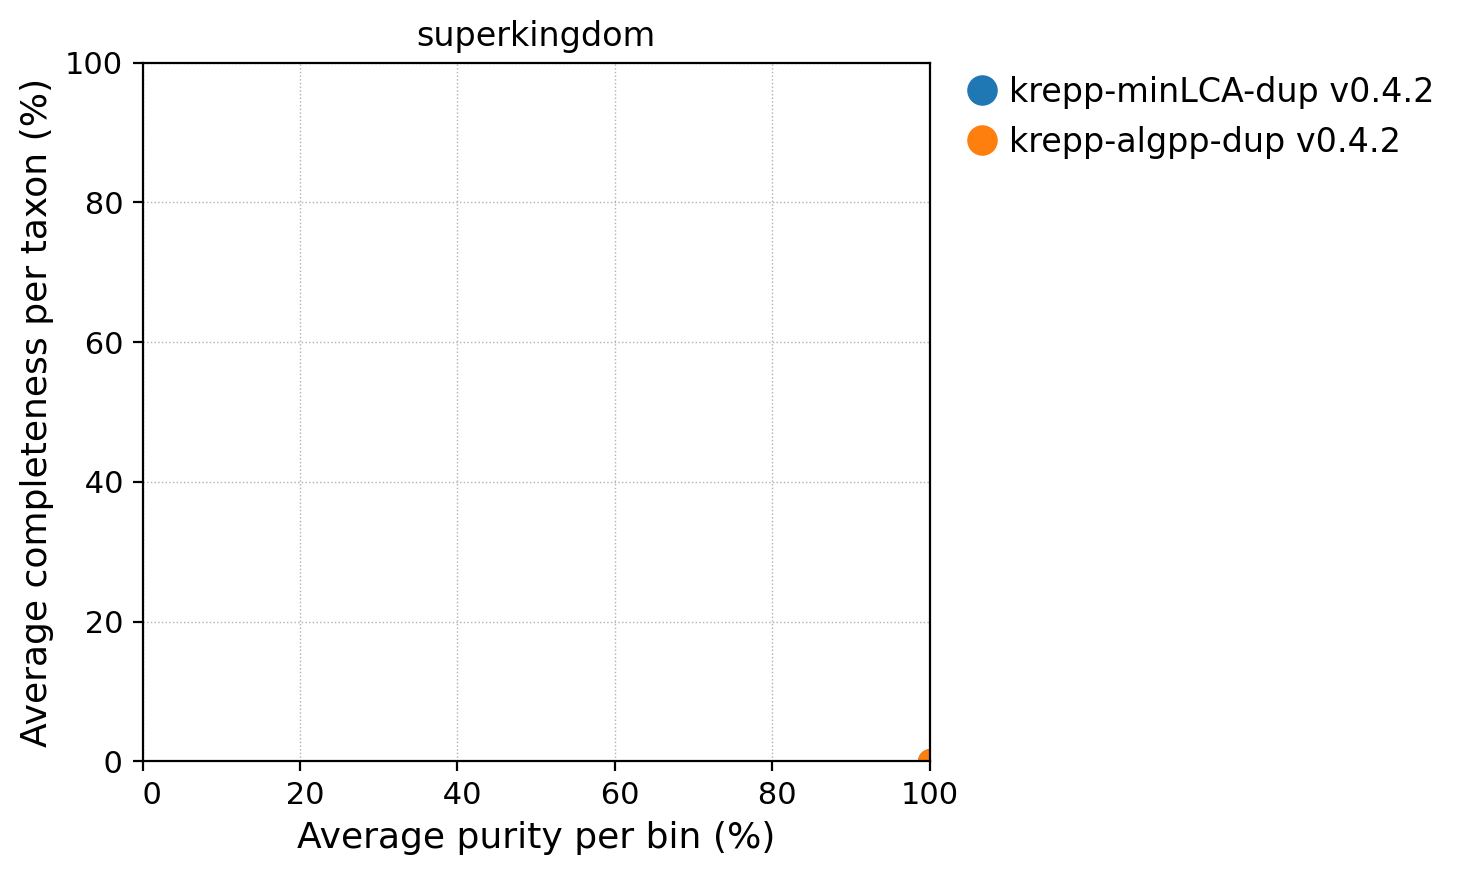 superkingdom
100
80
60
40
20
0
Average completeness per taxon (%)
0 20 40 60 80 100
Average purity per bin (%)
krepp-minLCA-dup v0.4.2
krepp-algpp-dup v0.4.2